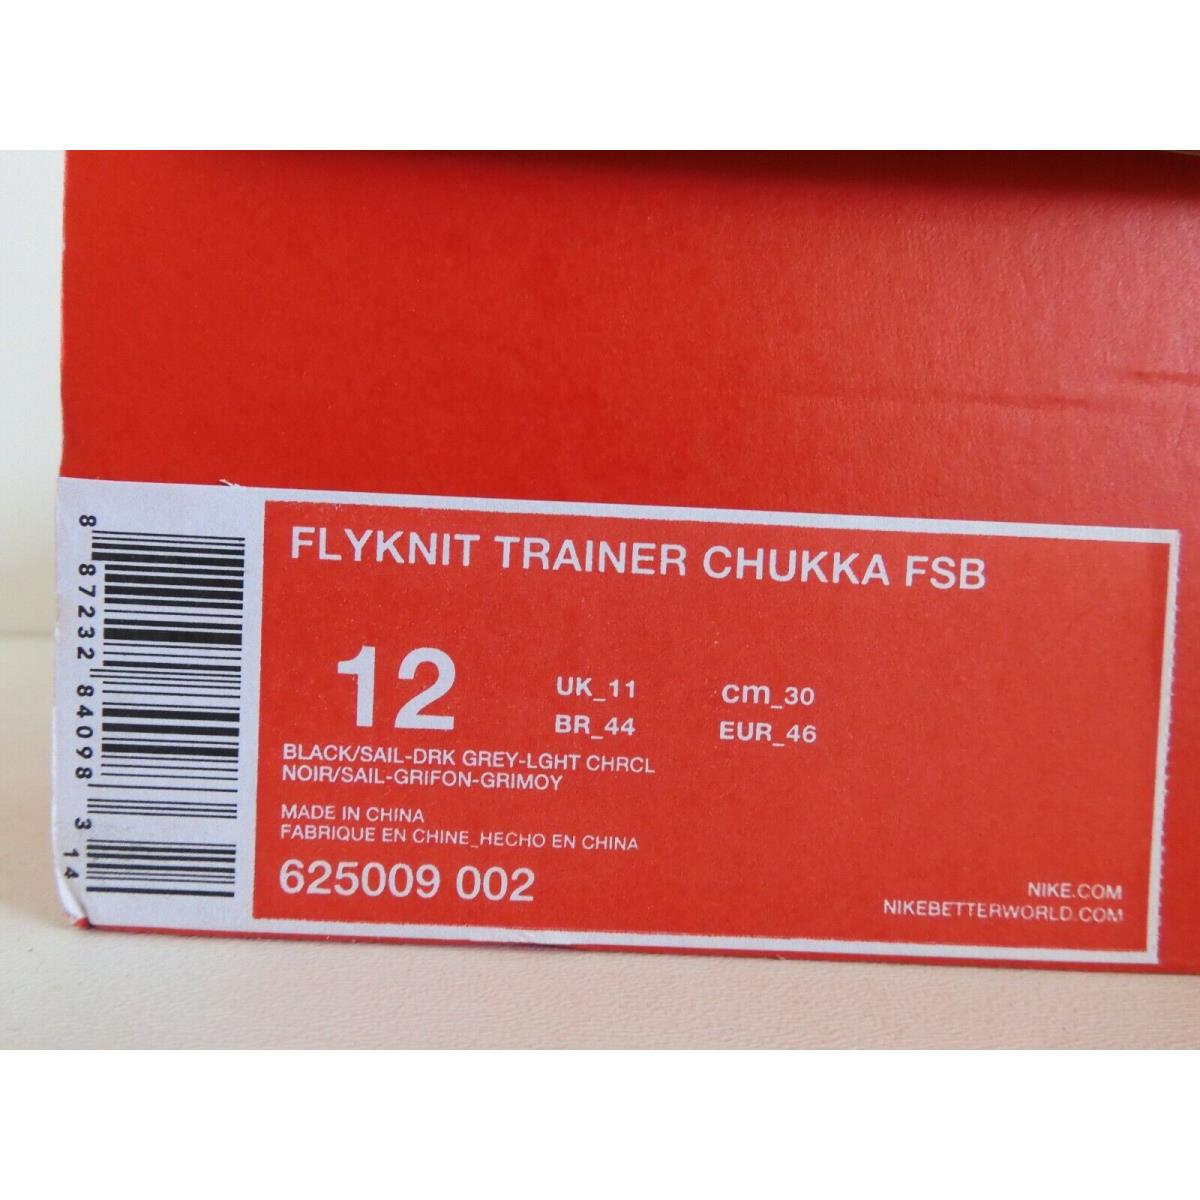 FLYKNIT TRAINER CHUKKA FSB
12
UK_11
cm_30
BR_44
EUR_46
BLACK/SAIL-DRK GREY-LGHT CHRCL
NOIR/SAIL-GRIFON-GRIMOY
MADE IN CHINA
FABRIQUE EN CHINE_HECHO EN CHINA
625009 002
NIKE.COM
NIKEBETTERWORLD.COM
8 87232 84098 3 14